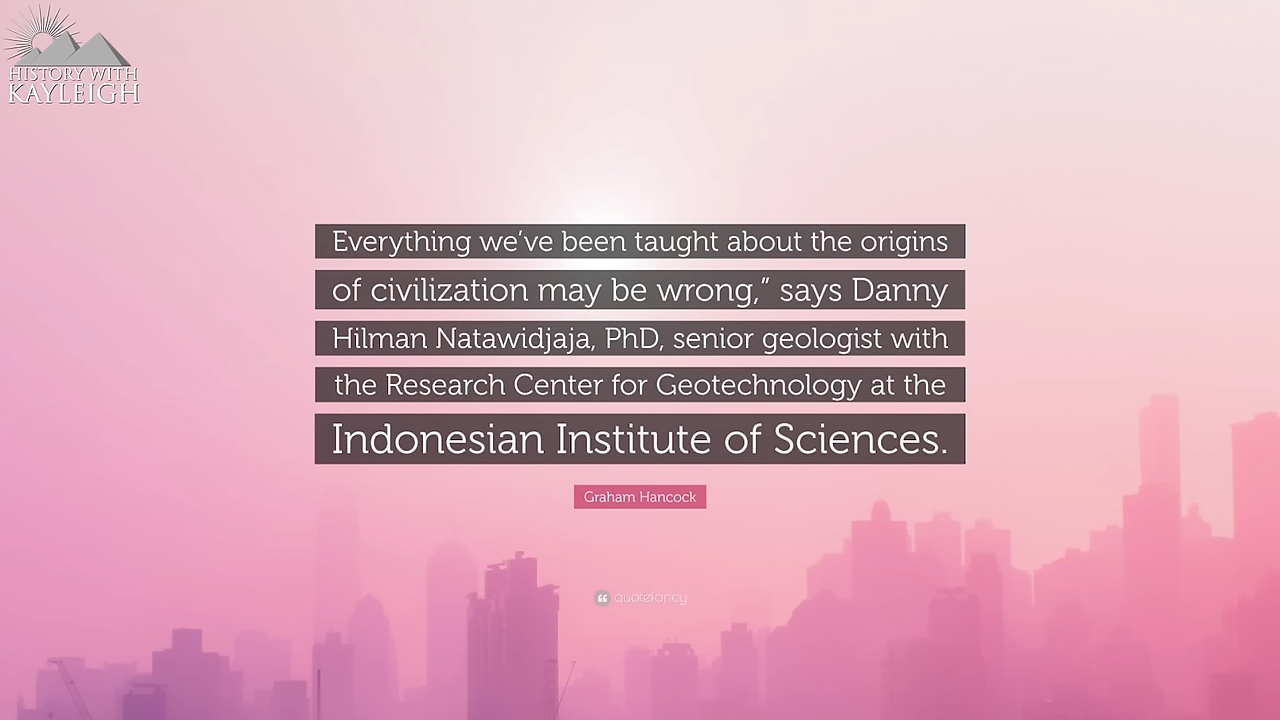 HISTORY WITH
KAYLEIGH
Everything we’ve been taught about the origins
of civilization may be wrong,” says Danny
Hilman Natawidjaja, PhD, senior geologist with
the Research Center for Geotechnology at the
Indonesian Institute of Sciences.
Graham Hancock
quotefancy